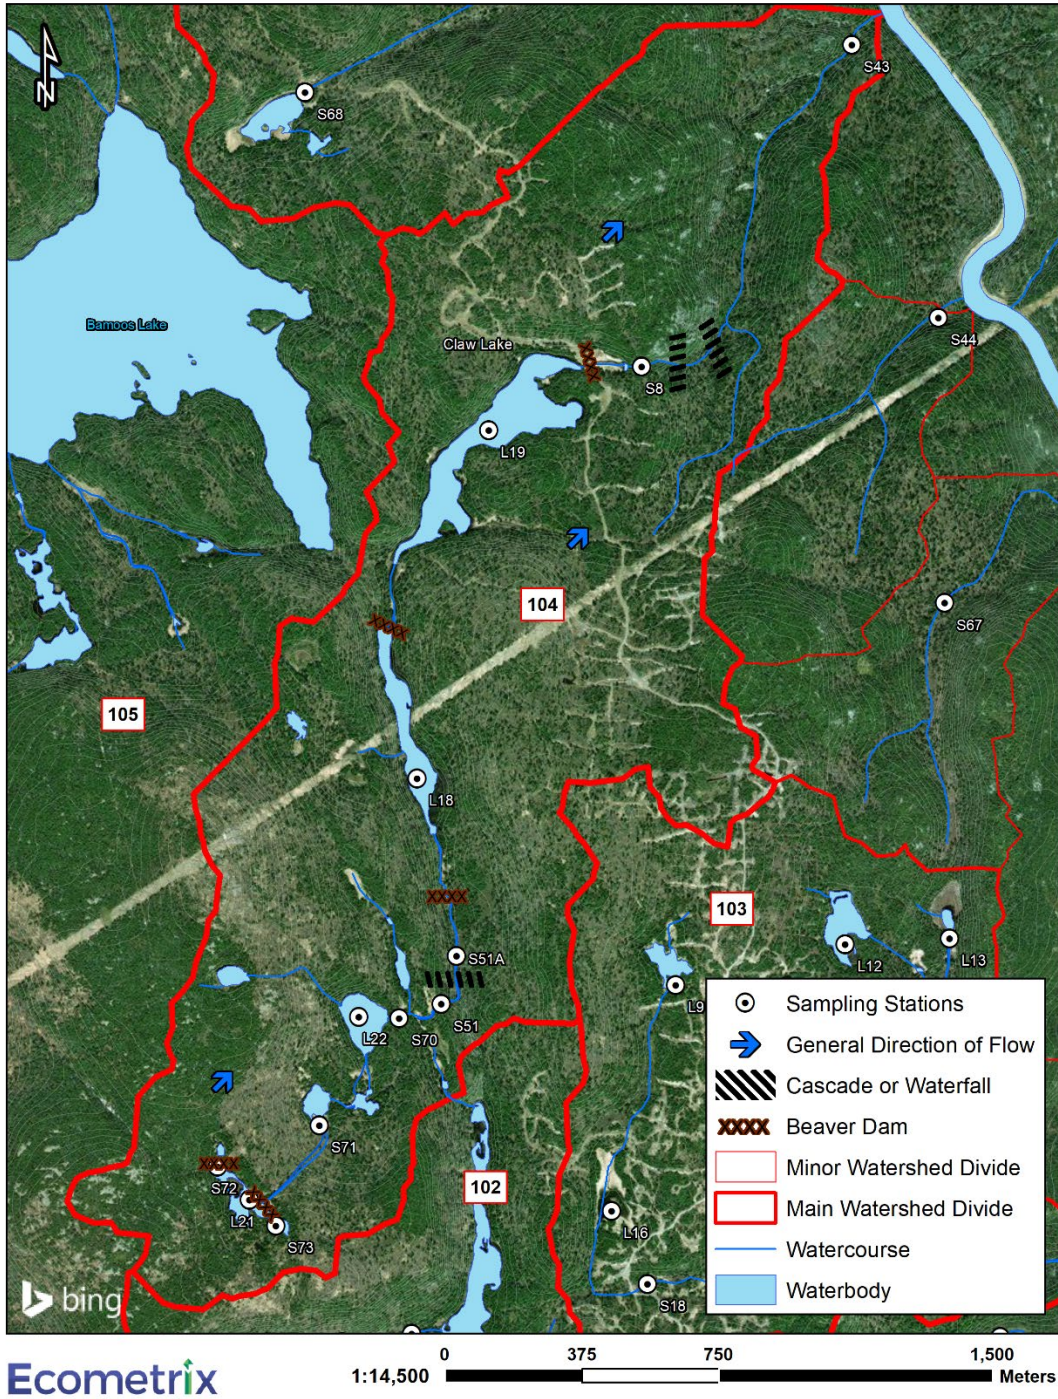 N
S43
S68
Bamoos Lake
S44
Claw Lake
S8
L19
104
S67
105
L18
103
S51A
L12
L13
L9
S51
L22
S70
S71
S72
L21
S73
102
L16
S18
Sampling Stations
General Direction of Flow
Cascade or Waterfall
Beaver Dam
Minor Watershed Divide
Main Watershed Divide
Watercourse
Waterbody
bing
Ecometrix
1:14,500
0 375 750 1,500
Meters